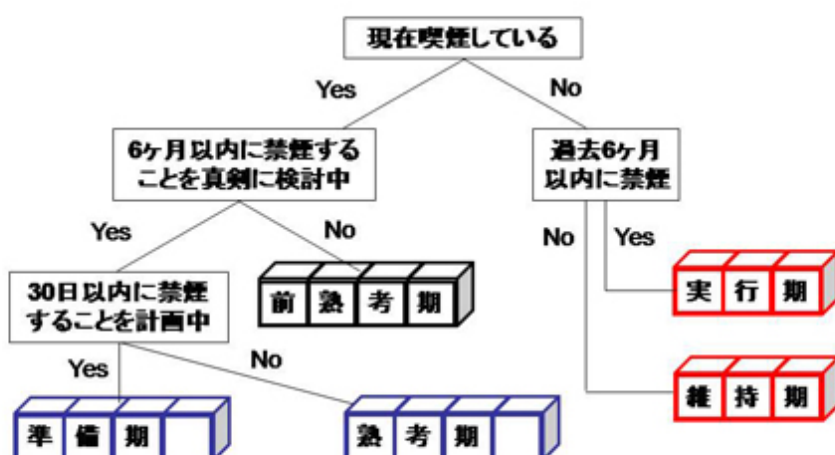 現在喫煙している
Yes
No
6ヶ月以内に禁煙する
ことを真剣に検討中
過去6ヶ月
以内に禁煙
Yes
No
No
Yes
30日以内に禁煙
することを計画中
前熟考期
実行期
Yes
No
維持期
準備期
熟考期